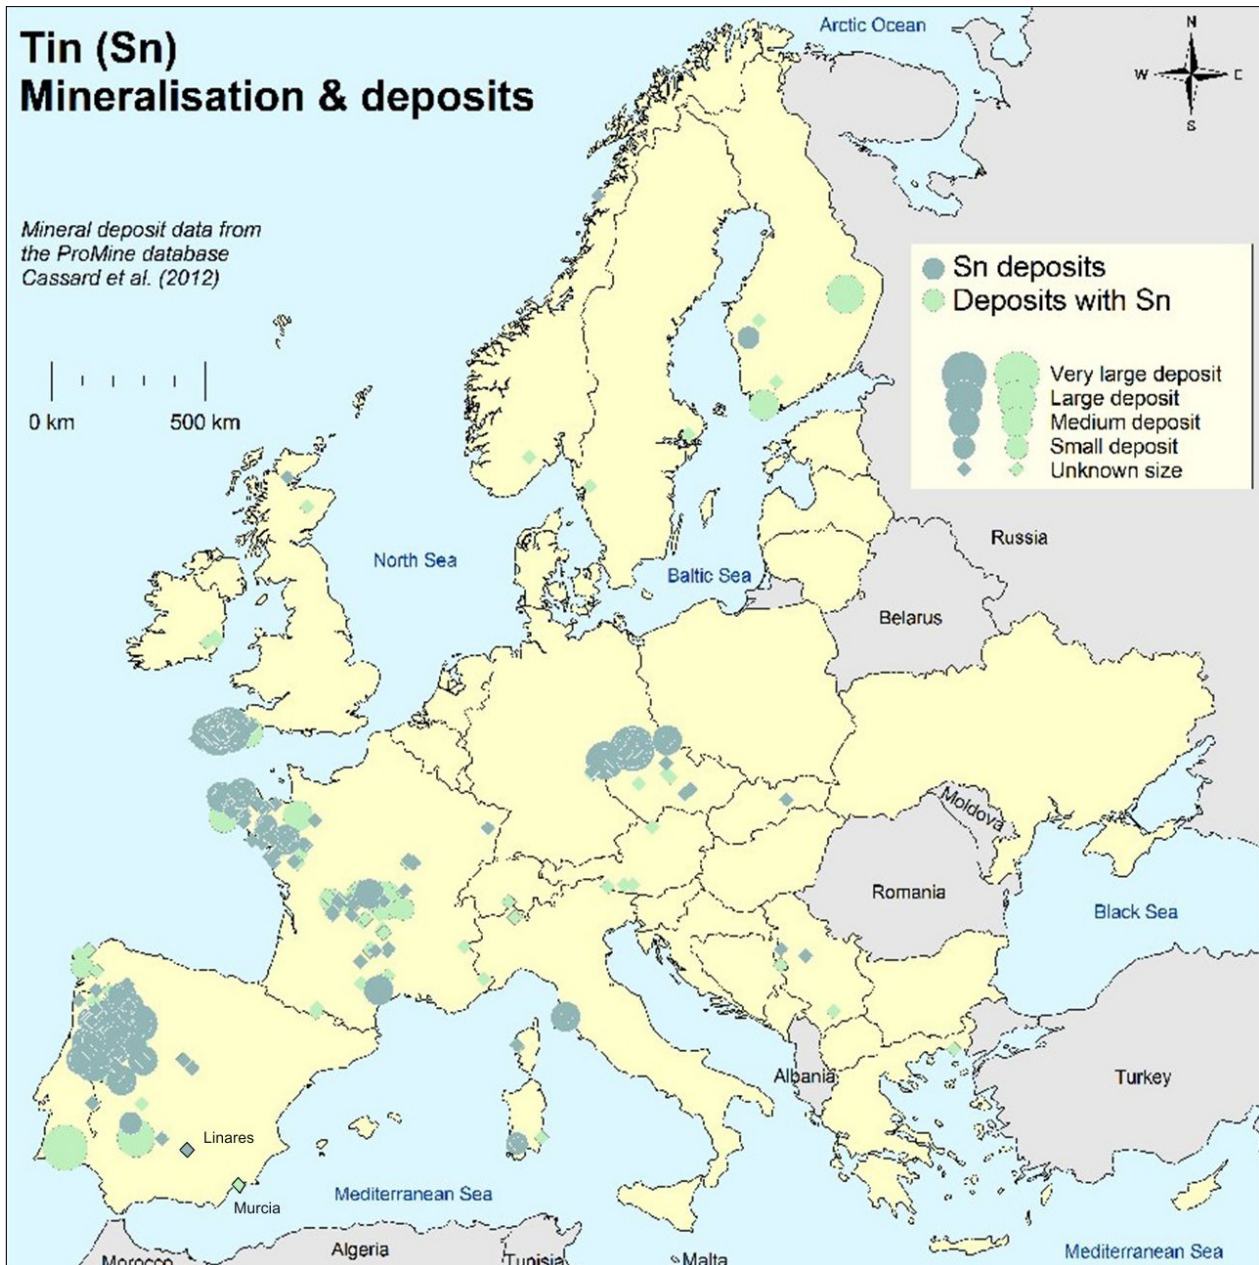 Tin (Sn)
Mineralisation & deposits
Arctic Ocean
N
W E
S
Mineral deposit data from
the ProMine database
Cassard et al. (2012)
Sn deposits
Deposits with Sn
Very large deposit
Large deposit
Medium deposit
Small deposit
Unknown size
0 km 500 km
North Sea
Baltic Sea
Russia
Belarus
Moldova
Romania
Black Sea
Albania
Turkey
Linares
Murcia
Mediterranean Sea
Morocco
Algeria
Tunisia
Malta
Mediterranean Sea